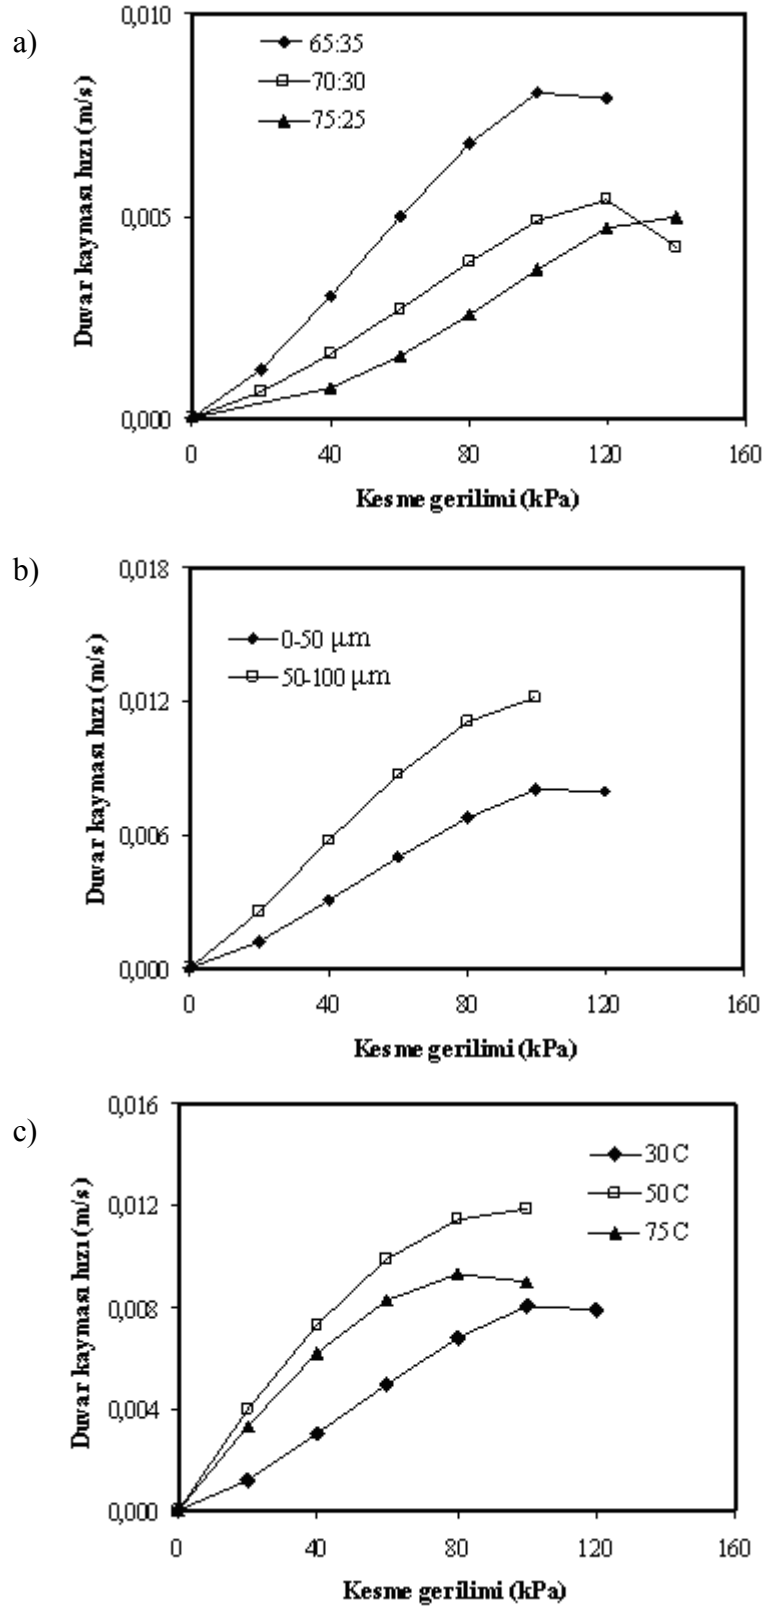 a)
0,010
65:35
70:30
75:25
Duvar kayması hızı (m/s)
0,005
0,000
0 40 80 120 160
Kesme gerilimi (kPa)
b)
0,018
0-50 µm
50-100 µm
Duvar kayması hızı (m/s)
0,012
0,006
0,000
0 40 80 120 160
Kesme gerilimi (kPa)
c)
0,016
30 C
50 C
75 C
Duvar kayması hızı (m/s)
0,012
0,008
0,004
0,000
0 40 80 120 160
Kesme gerilimi (kPa)